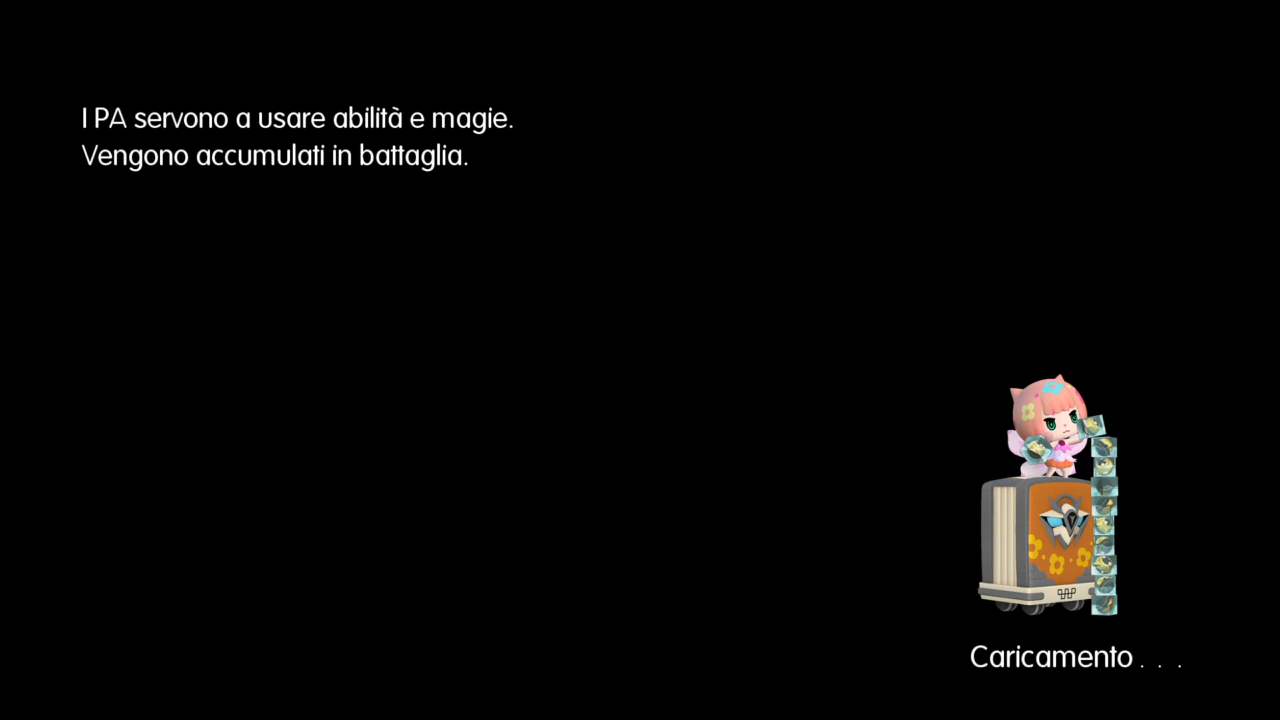 I PA servono a usare abilità e magie.
Vengono accumulati in battaglia.
Caricamento . . .